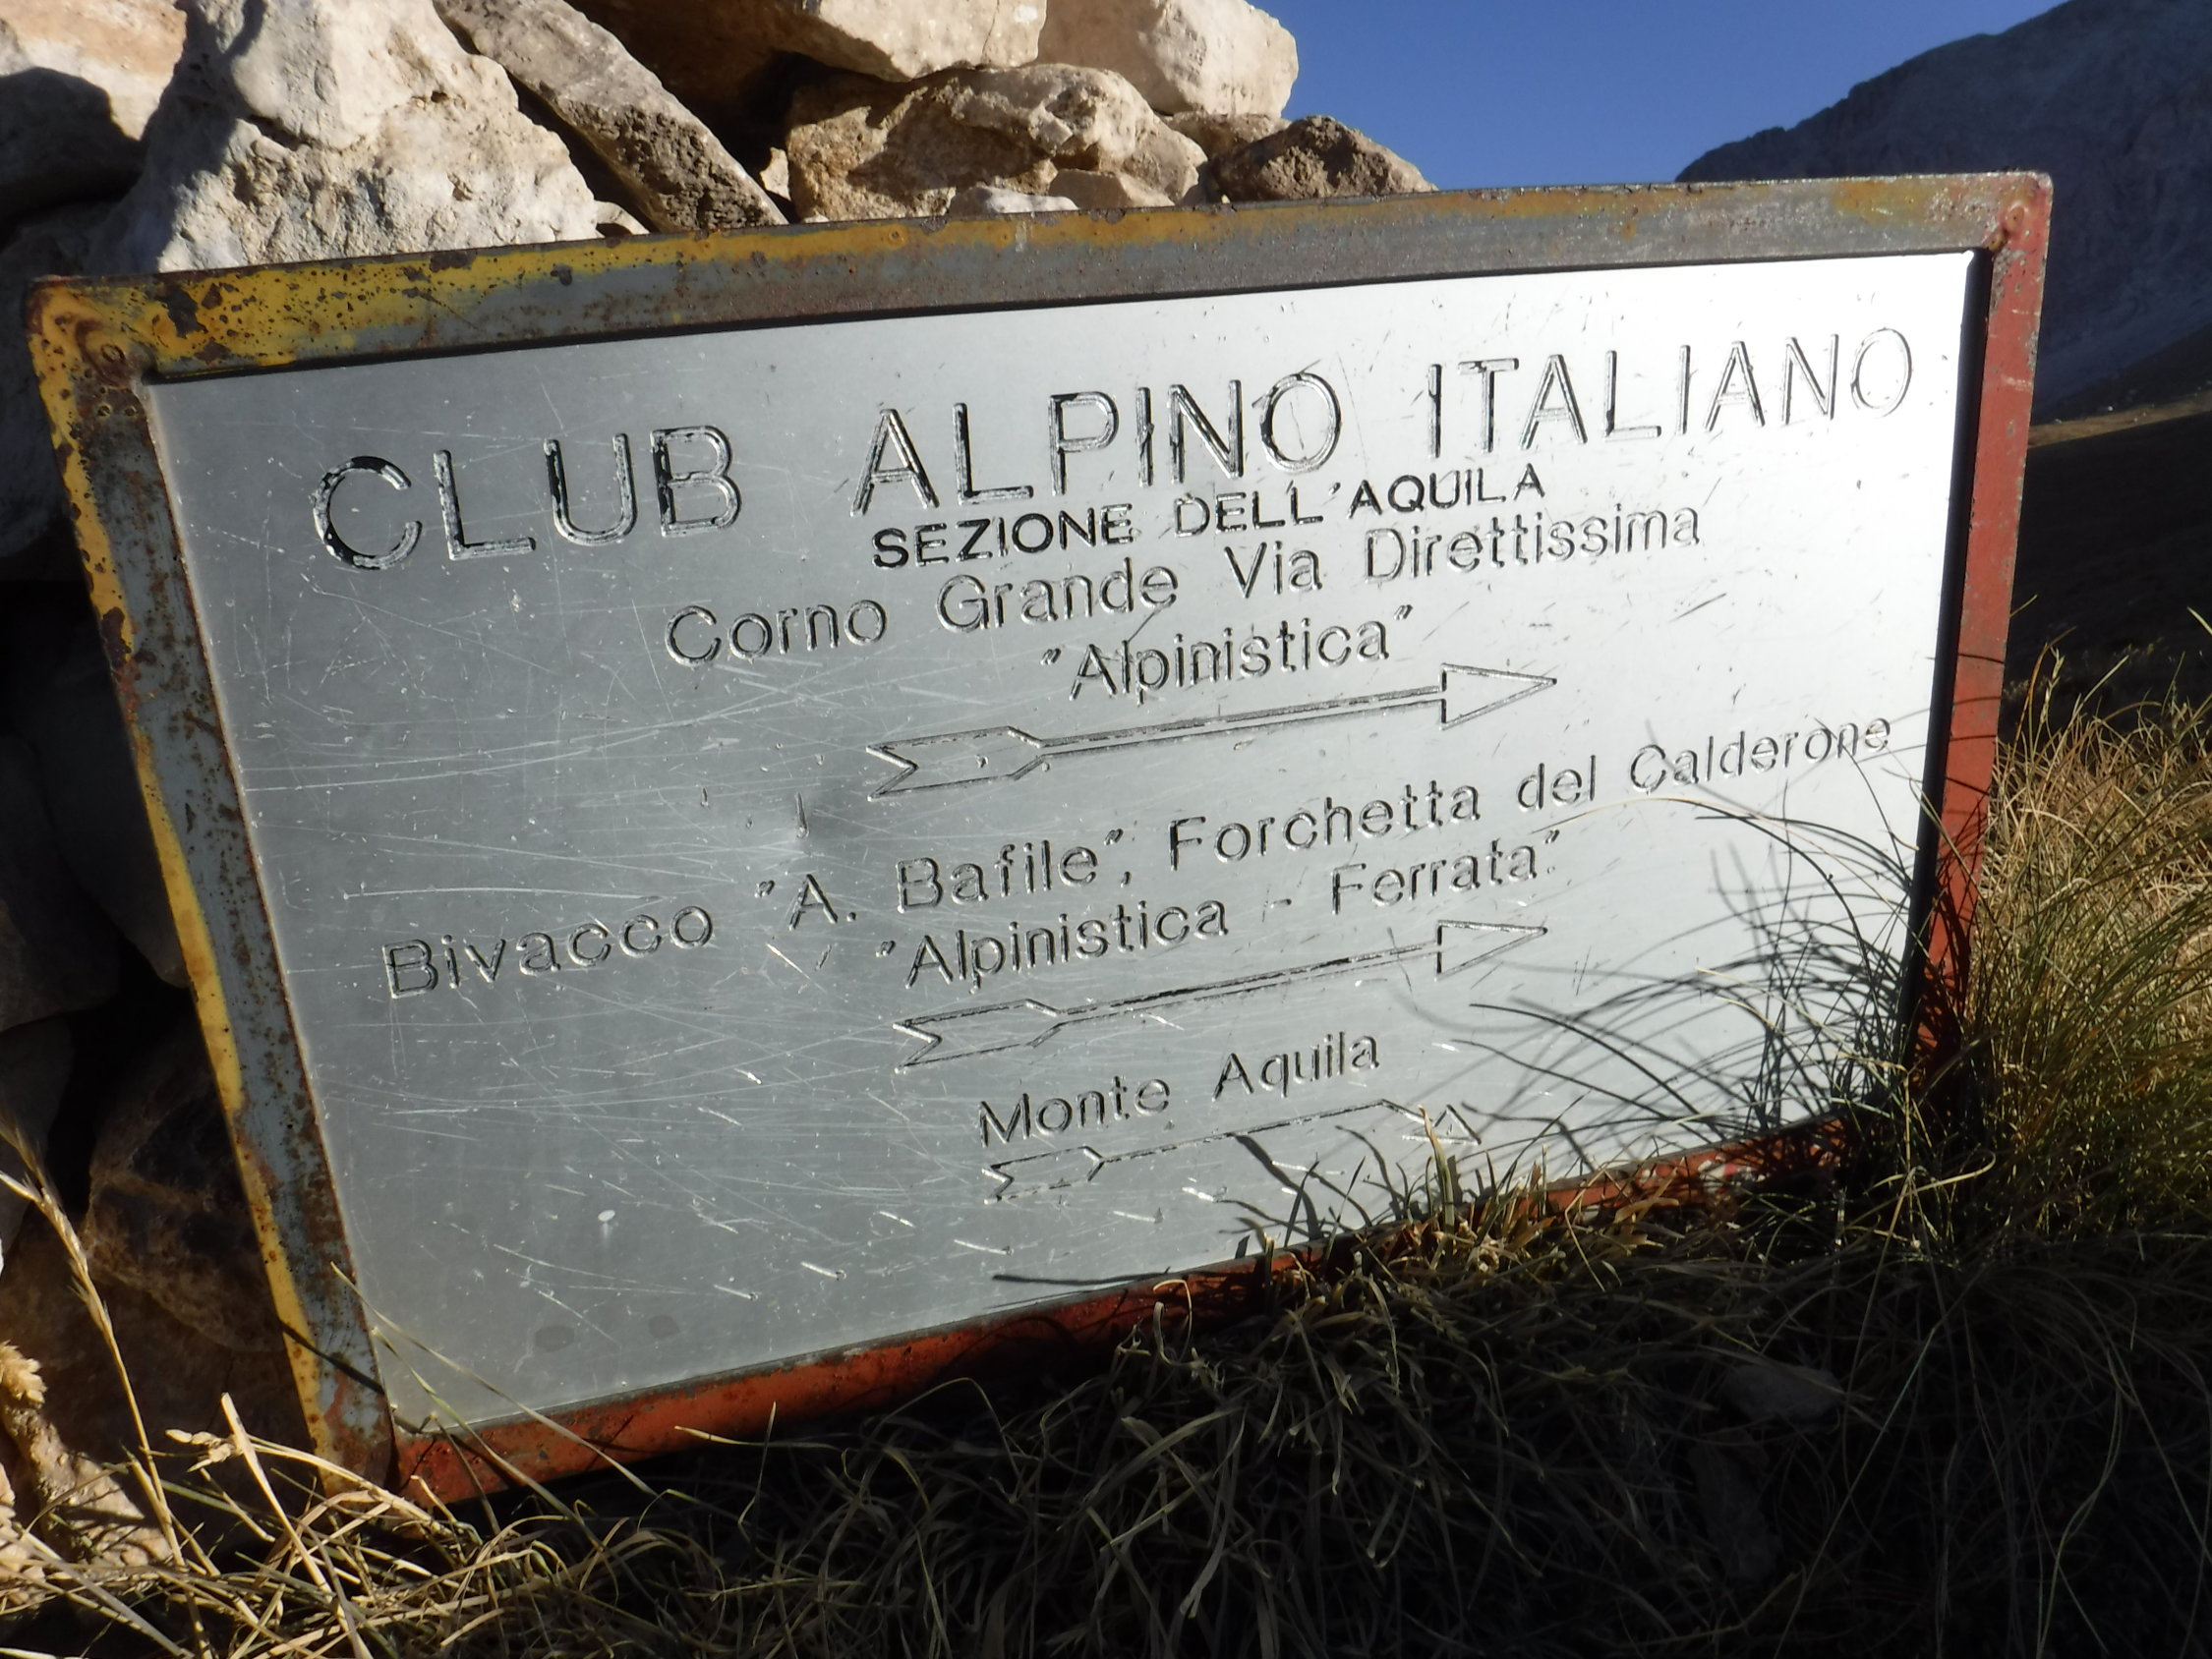 CLUB ALPINO ITALIANO
SEZIONE DELL'AQUILA
Corno Grande Via Direttissima
"Alpinistica"
Bivacco "A. Bafile", Forchetta del Calderone
"Alpinistica - Ferrata"
Monte Aquila